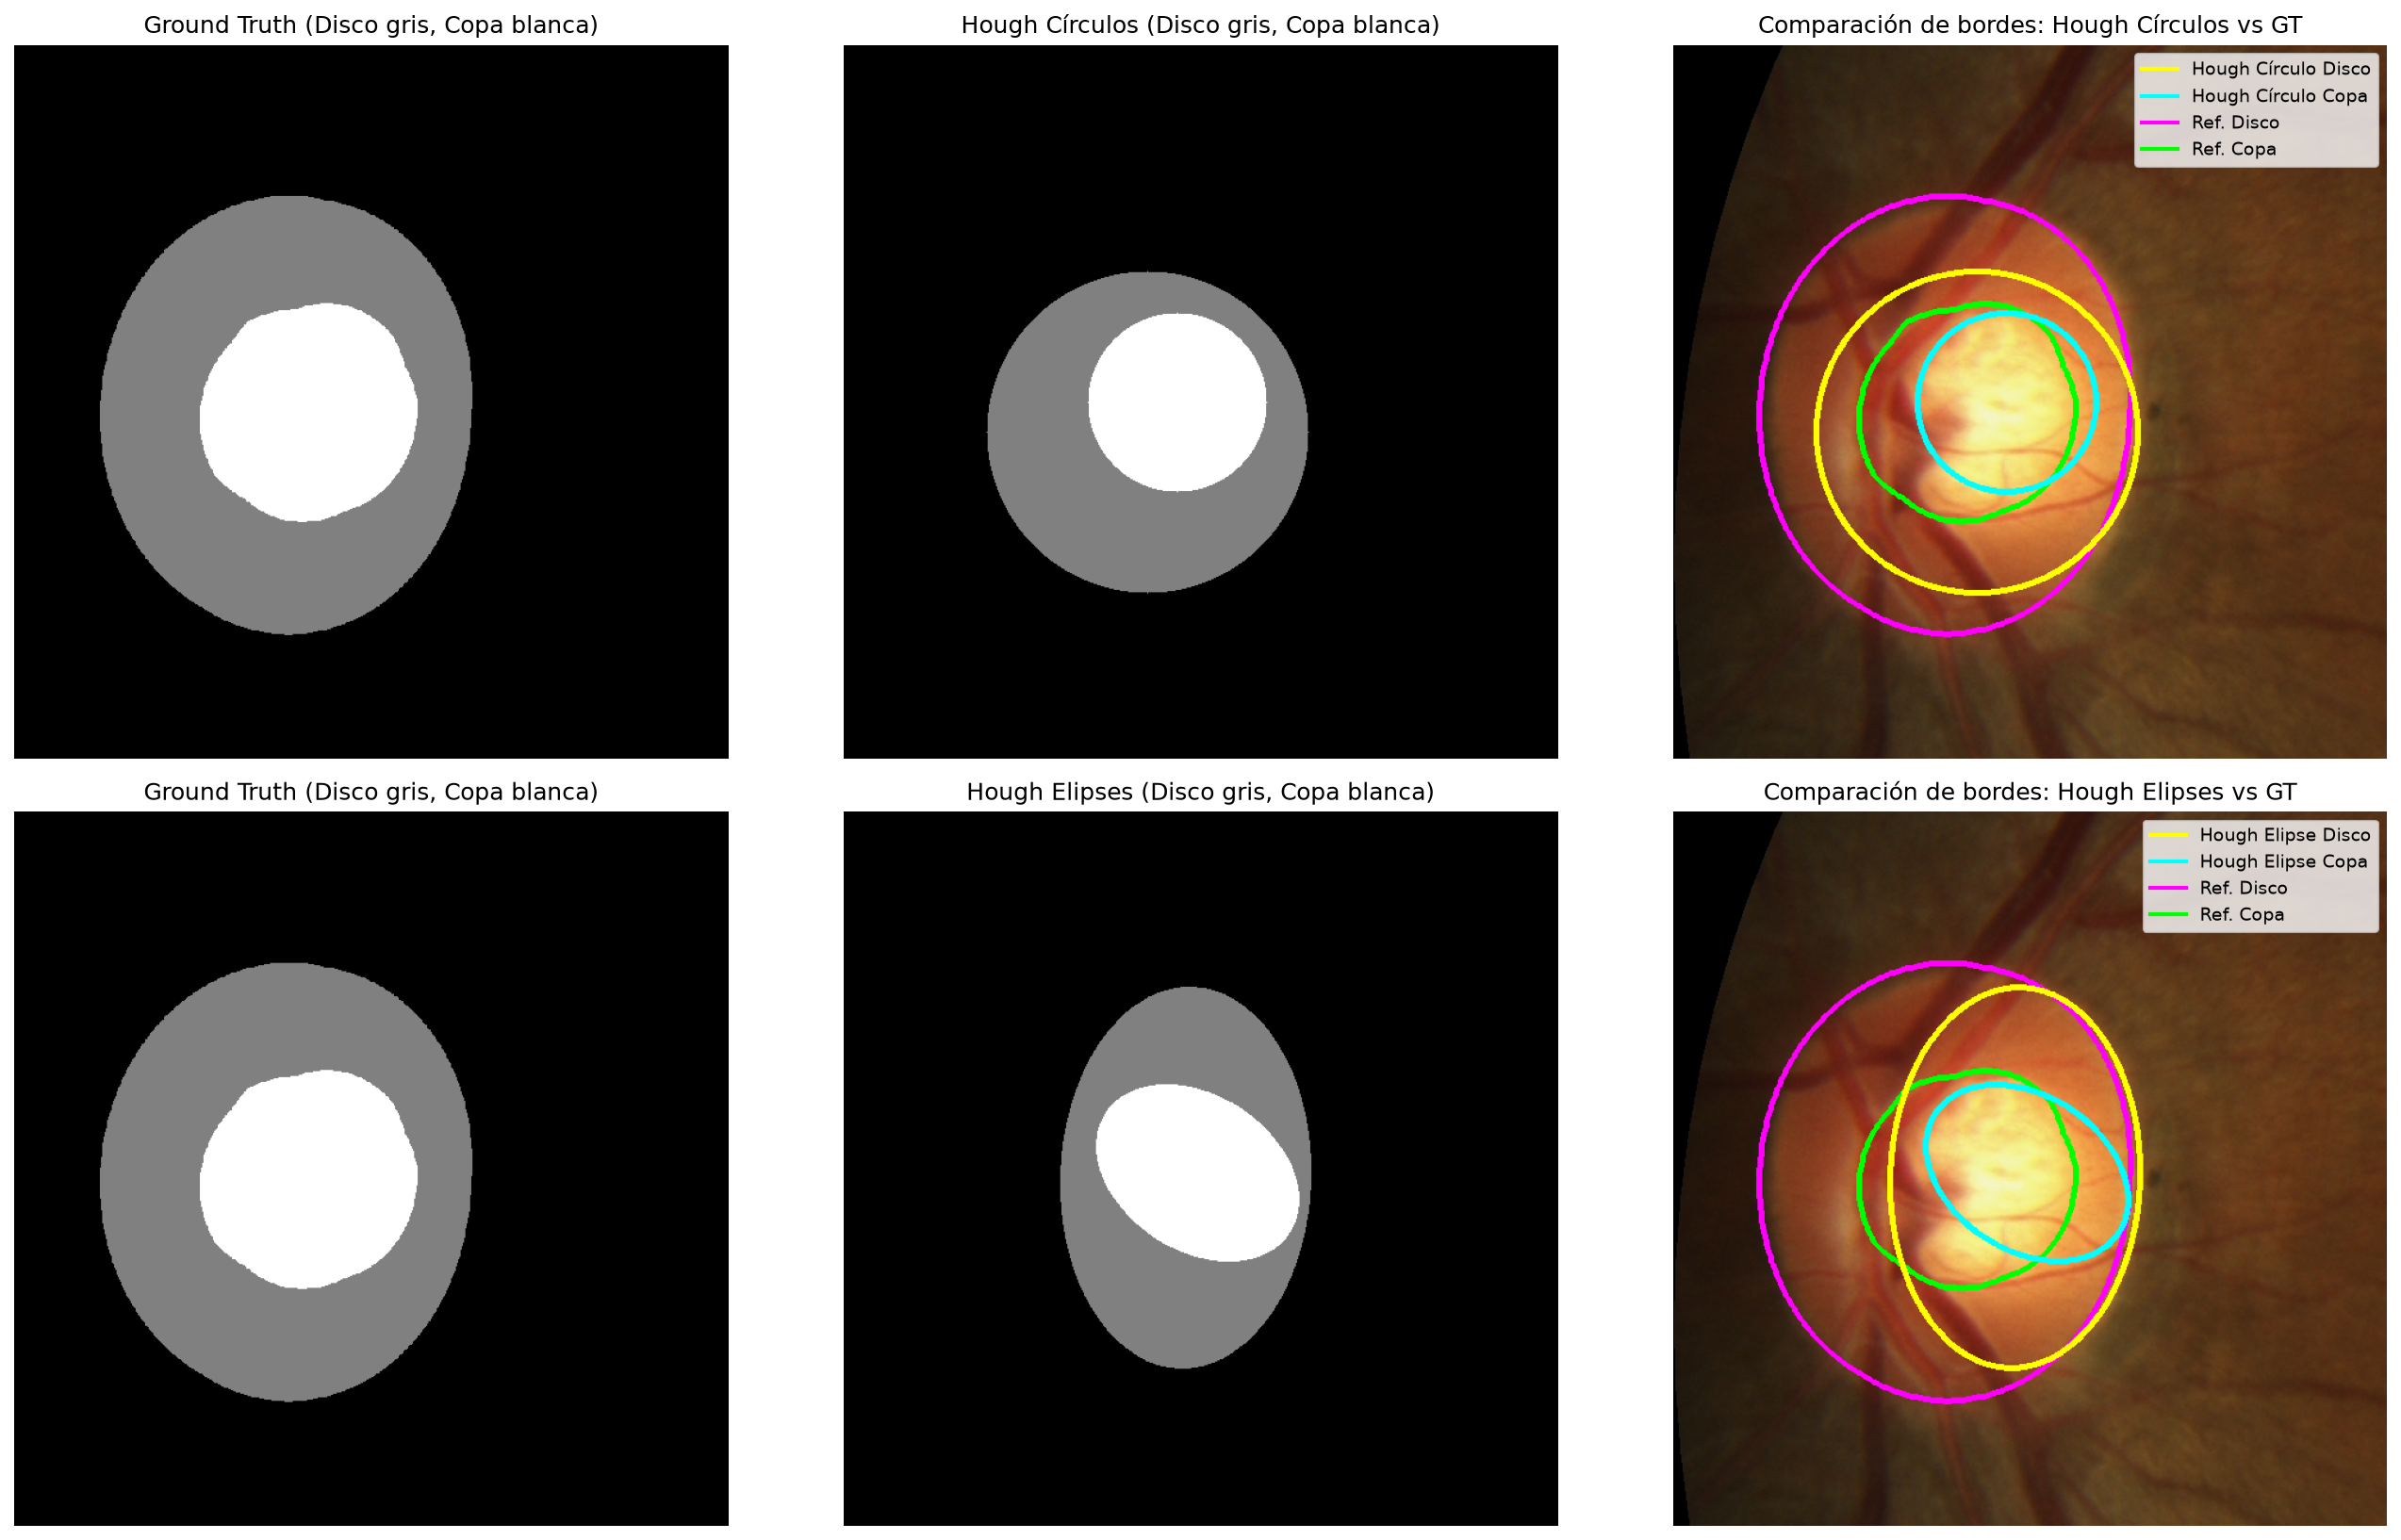 Ground Truth (Disco gris, Copa blanca)
Hough Círculos (Disco gris, Copa blanca)
Comparación de bordes: Hough Círculos vs GT
Hough Círculo Disco
Hough Círculo Copa
Ref. Disco
Ref. Copa
Ground Truth (Disco gris, Copa blanca)
Hough Elipses (Disco gris, Copa blanca)
Comparación de bordes: Hough Elipses vs GT
Hough Elipse Disco
Hough Elipse Copa
Ref. Disco
Ref. Copa